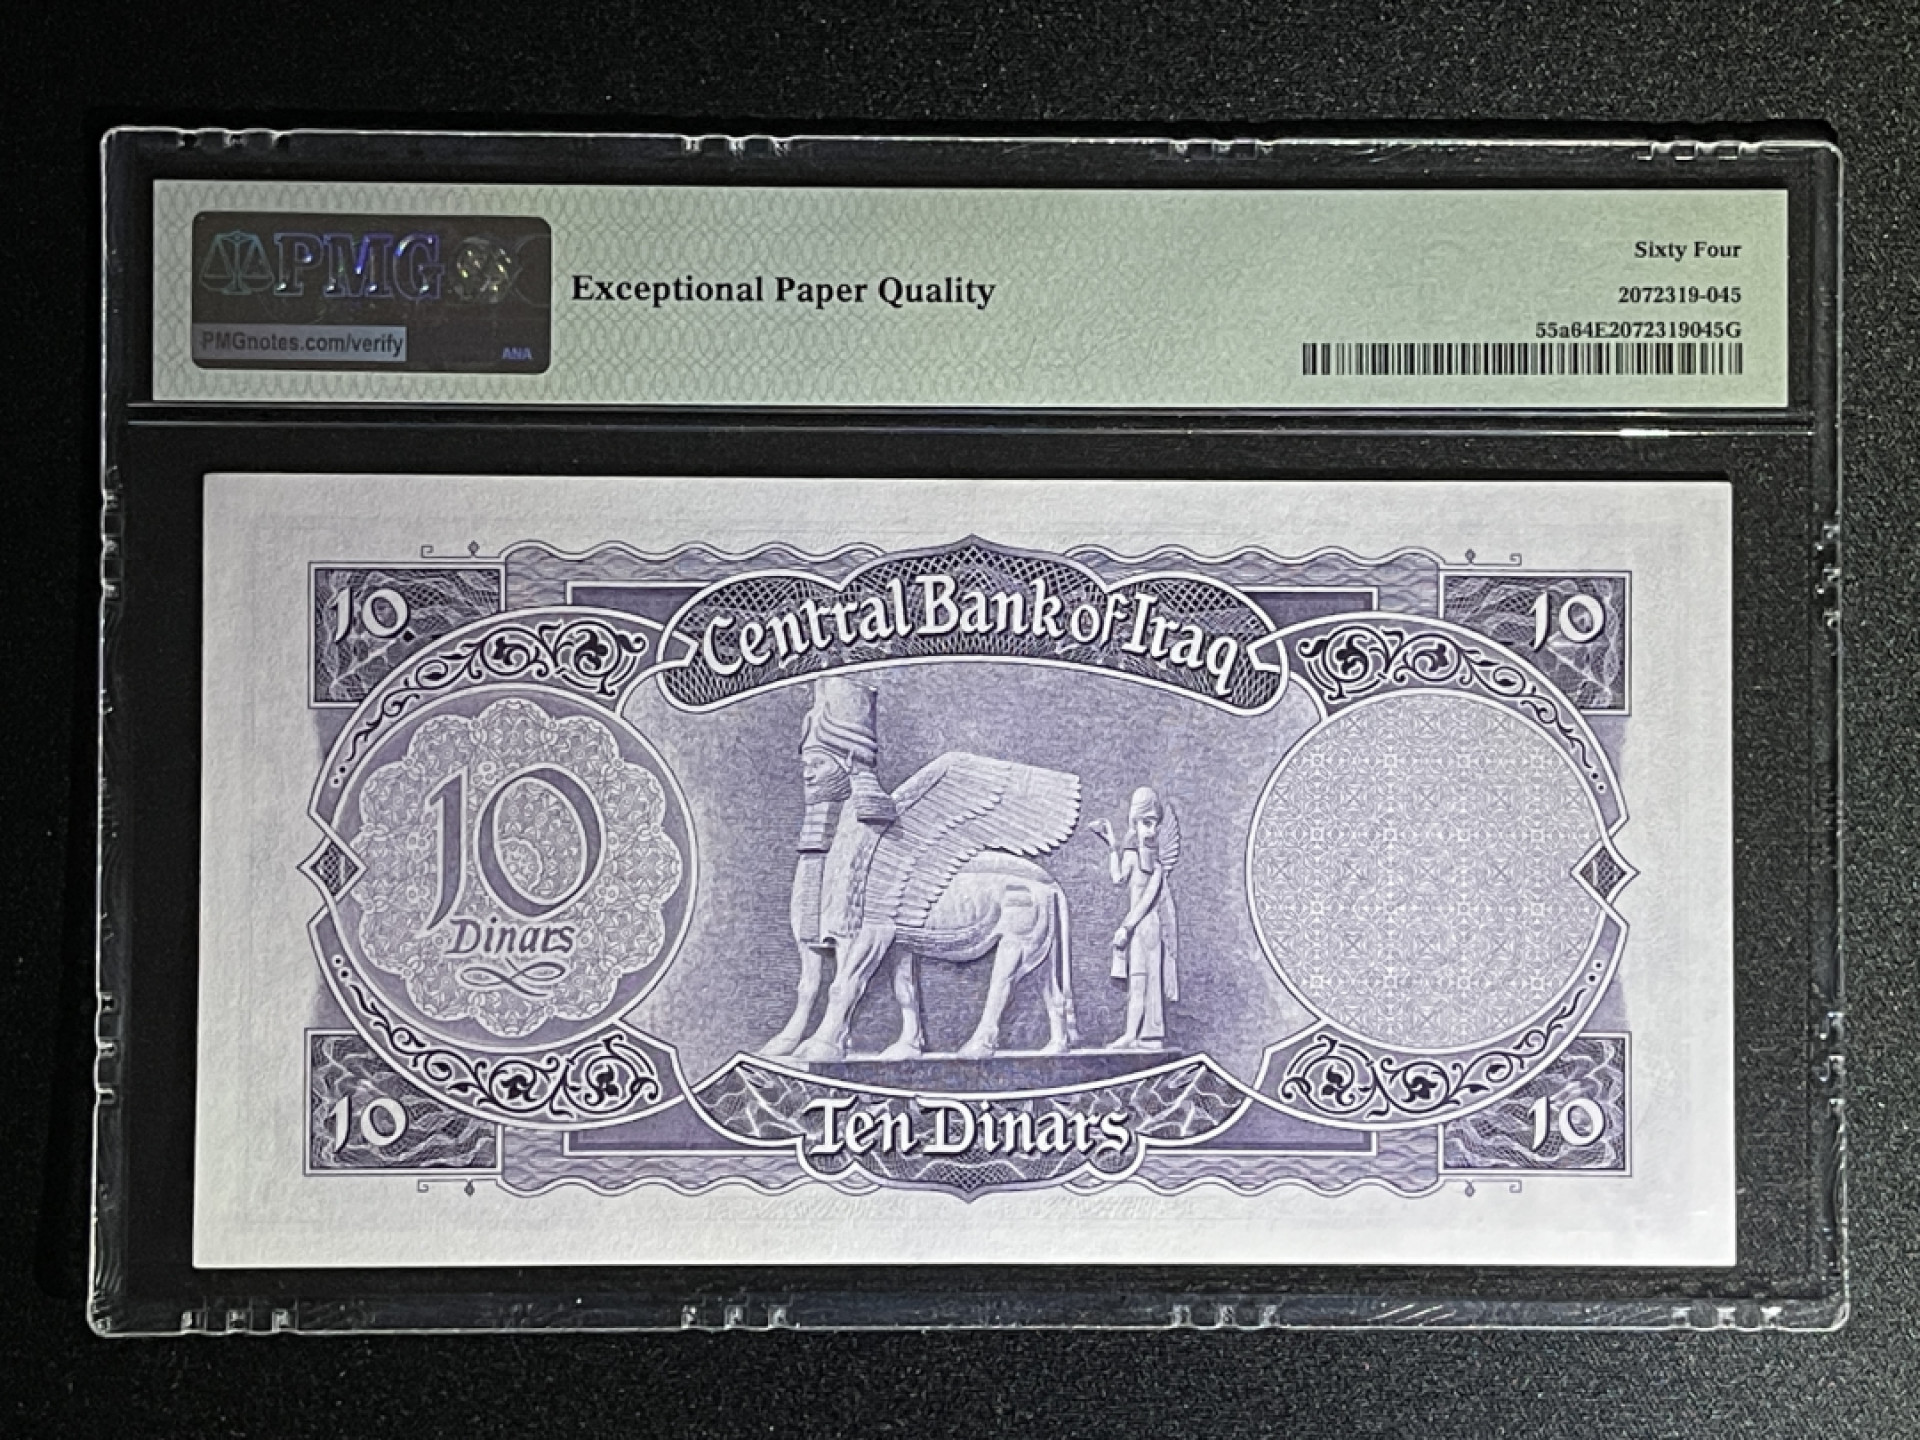 PMG
PMGnotes.com/verify
ANA
Exceptional Paper Quality
Sixty Four
2072319-045
55a64E2072319045G
10
Central Bank of Iraq
10
10
Dinars
10
Ten Dinars
10